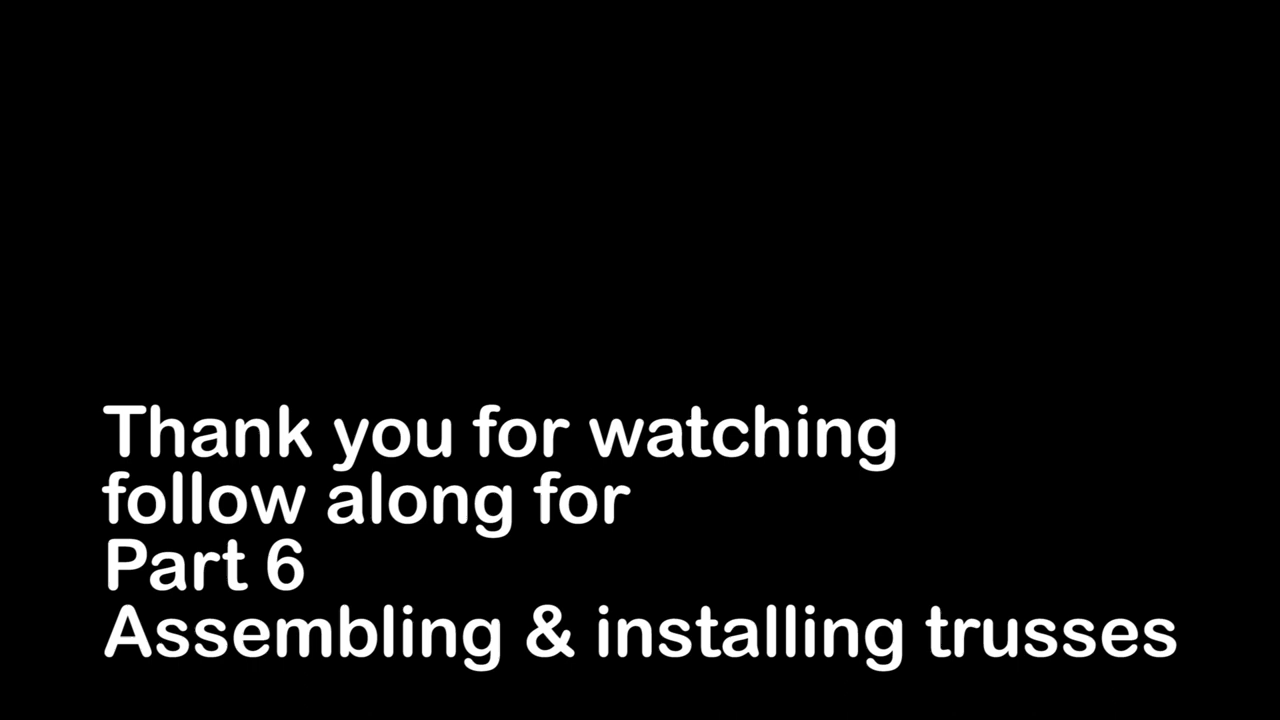 Thank you for watching
follow along for
Part 6
Assembling & installing trusses